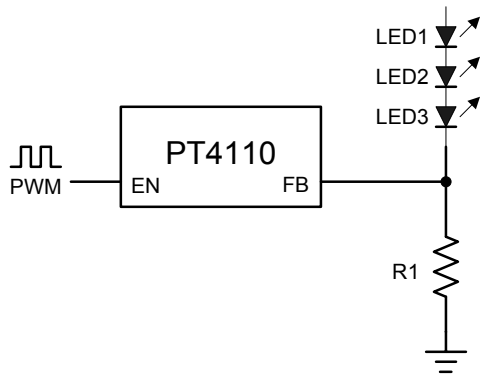 LED1
LED2
LED3
PT4110
PWM
EN
FB
R1